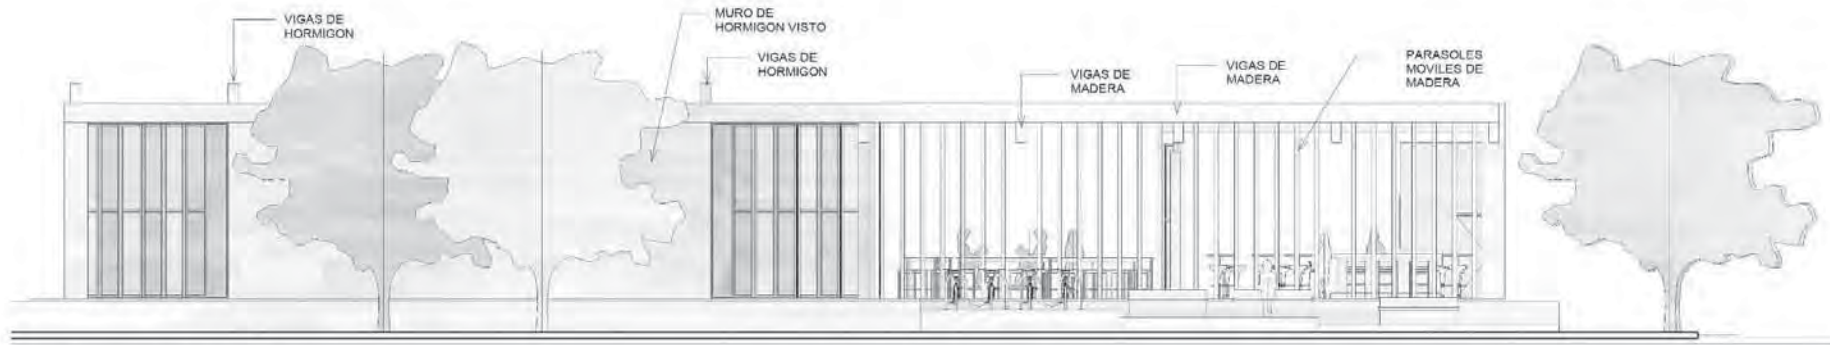 VIGAS DE
HORMIGON
MURO DE
HORMIGON VISTO
VIGAS DE
HORMIGON
VIGAS DE
MADERA
VIGAS DE
MADERA
PARASOLES
MOVILES DE
MADERA